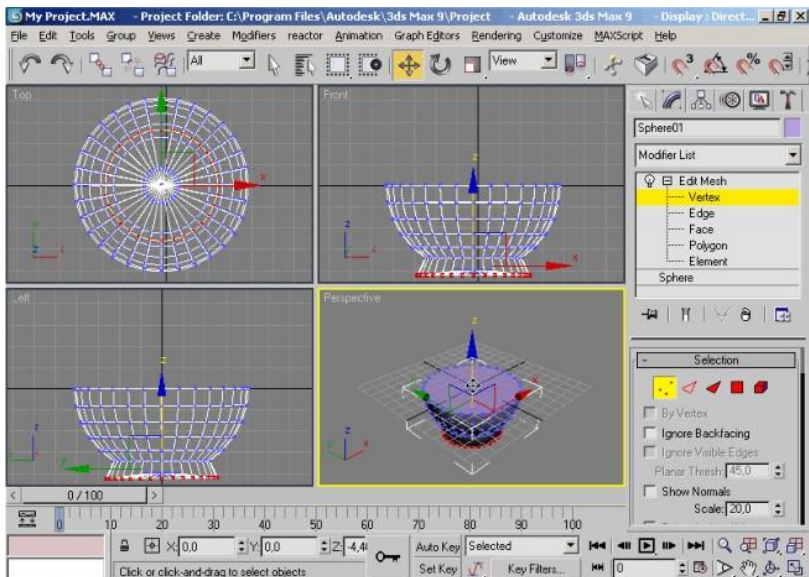 My Project.MAX - Project Folder: C:\Program Files\Autodesk\3ds Max 9\Project - Autodesk 3ds Max 9 - Display : Direct...
File Edit Tools Group Views Create Modifiers reactor Animation Graph Editors Rendering Customize MAXScript Help
All View
Top
y
x
z
Front
z
x
z
Left
z
y
z
Perspective
z
x
z
y
x
Sphere01
Modifier List
Edit Mesh
Vertex
Edge
Face
Polygon
Element
Sphere
- Selection
By Vertex
Ignore Backfacing
Ignore Visible Edges
Planar Thresh: 45,0
Show Normals
Scale: 20,0
< 0 / 100 >
0 10 20 30 40 50 60 70 80 90 100
X: 0,0 Y: 0,0 Z: -4,4 Auto Key Selected
Click or click-and-drag to select objects Set Key Key Filters... 0